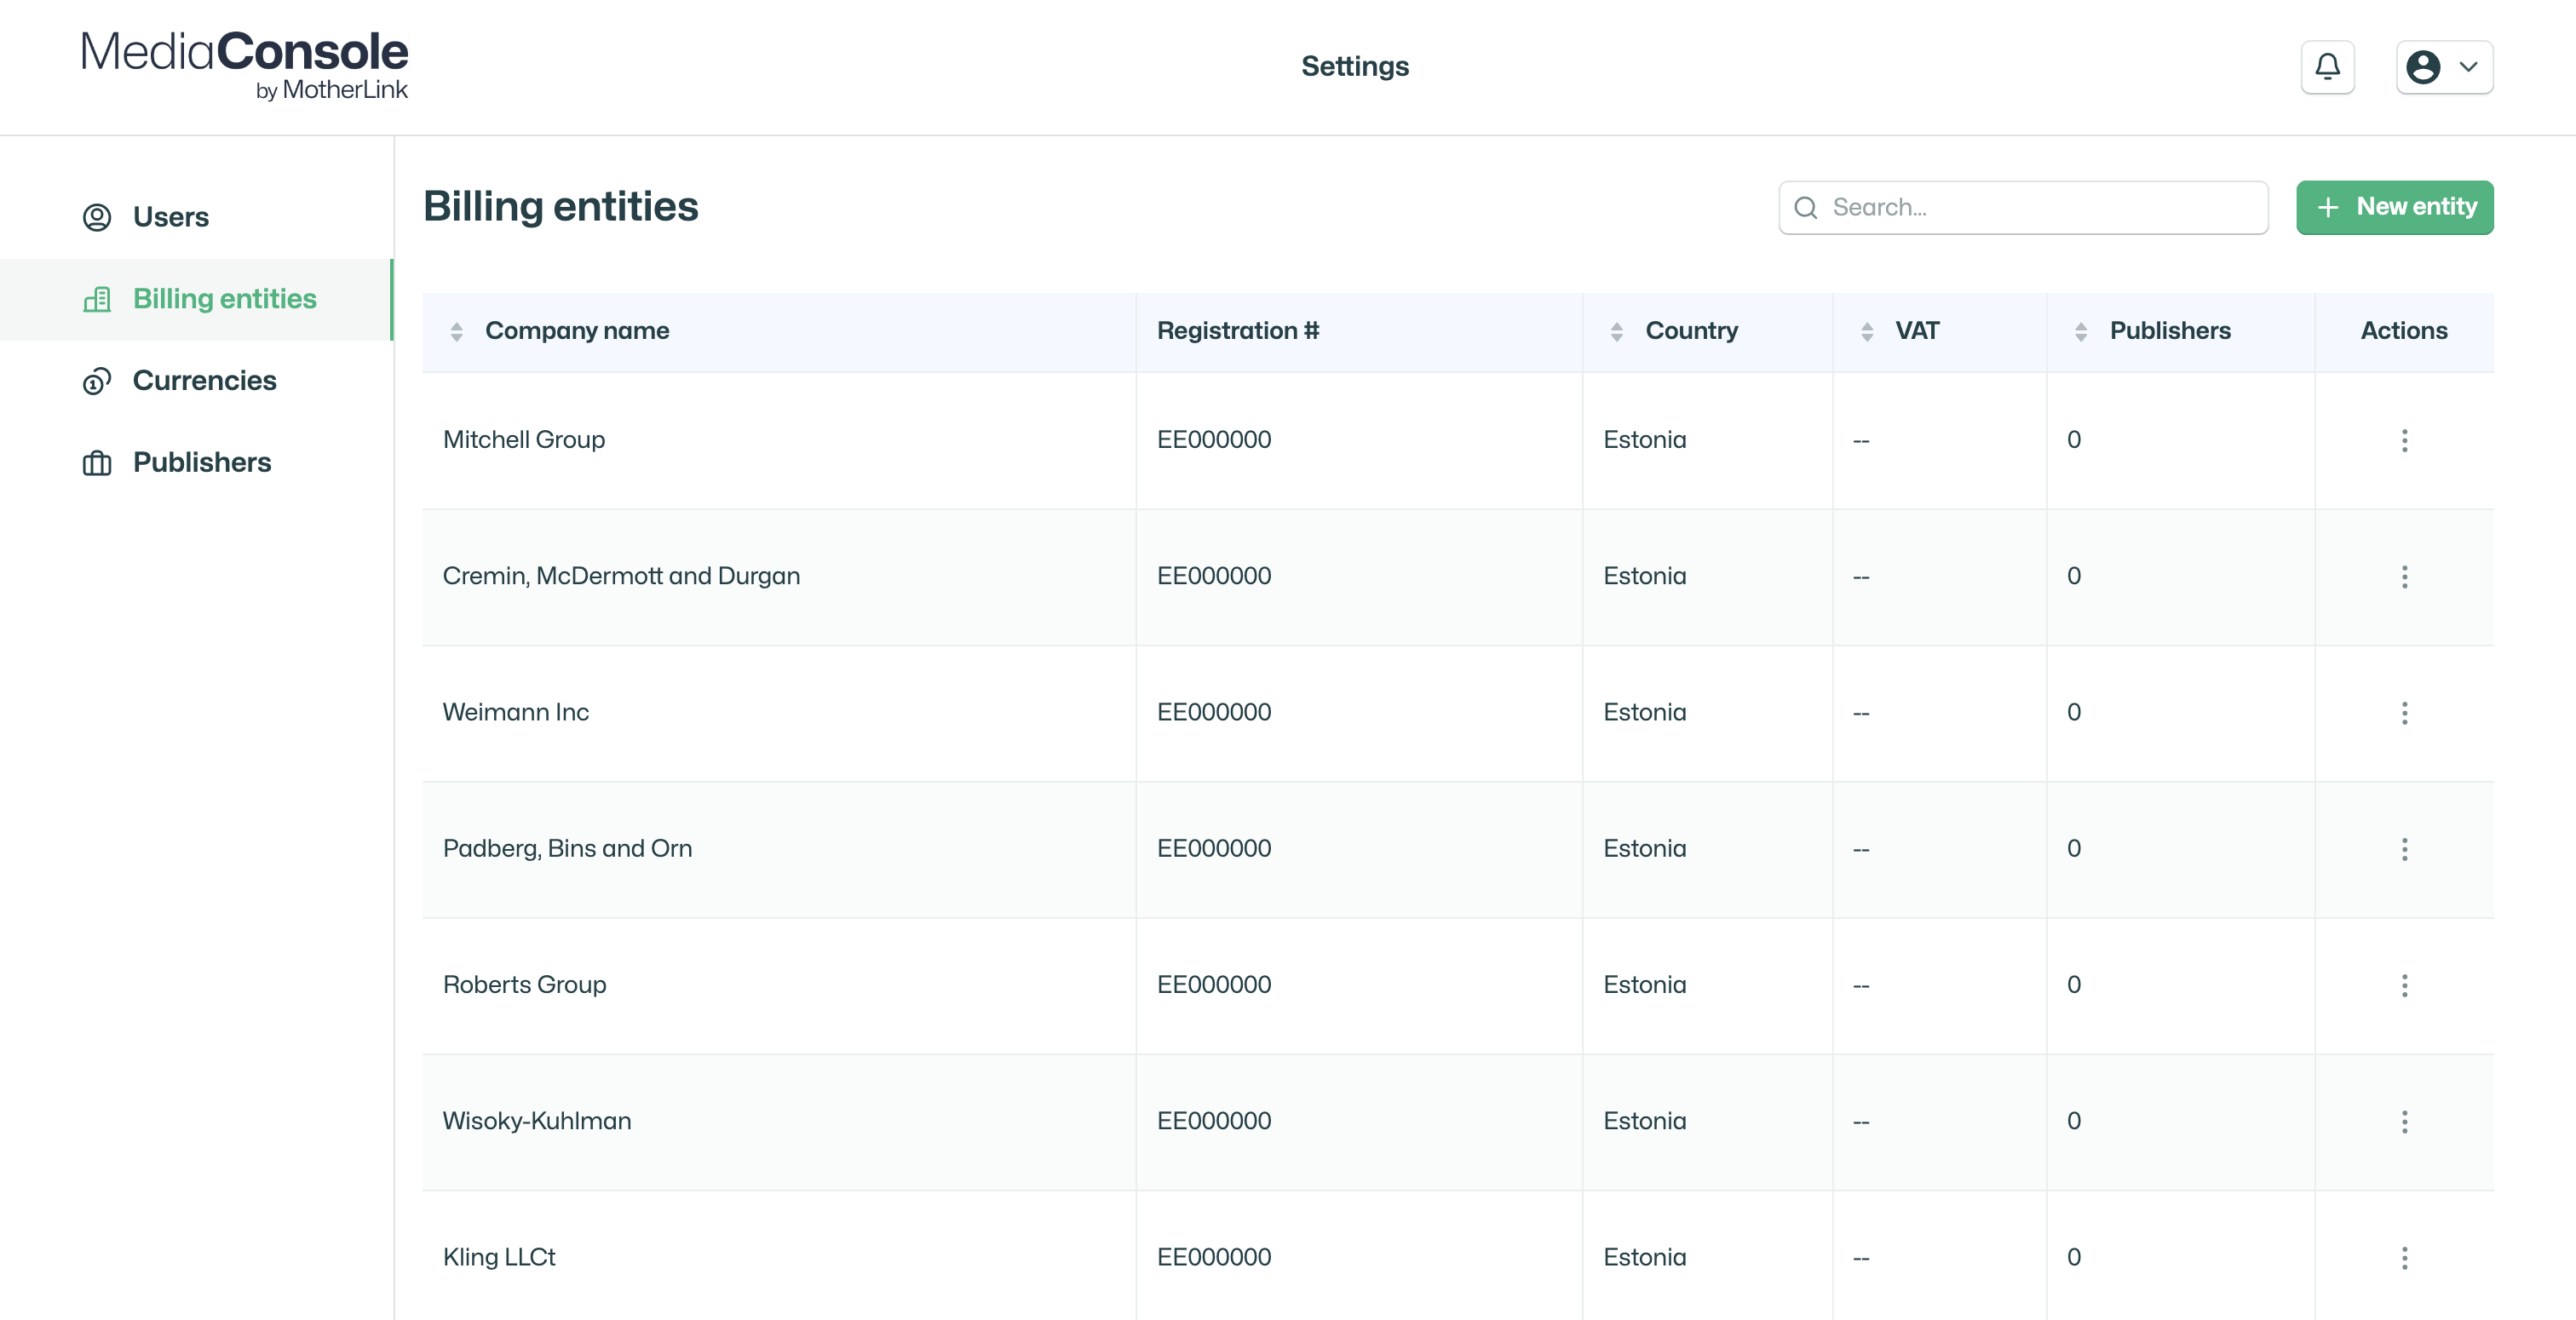 MediaConsole
by MotherLink
Settings
Users
Billing entities
Currencies
Publishers
Billing entities
Search...
New entity
Company name Registration # Country VAT Publishers Actions
Mitchell Group EE000000 Estonia -- 0
Cremin, McDermott and Durgan EE000000 Estonia -- 0
Weimann Inc EE000000 Estonia -- 0
Padberg, Bins and Orn EE000000 Estonia -- 0
Roberts Group EE000000 Estonia -- 0
Wisoky-Kuhlman EE000000 Estonia -- 0
Kling LLCt EE000000 Estonia -- 0